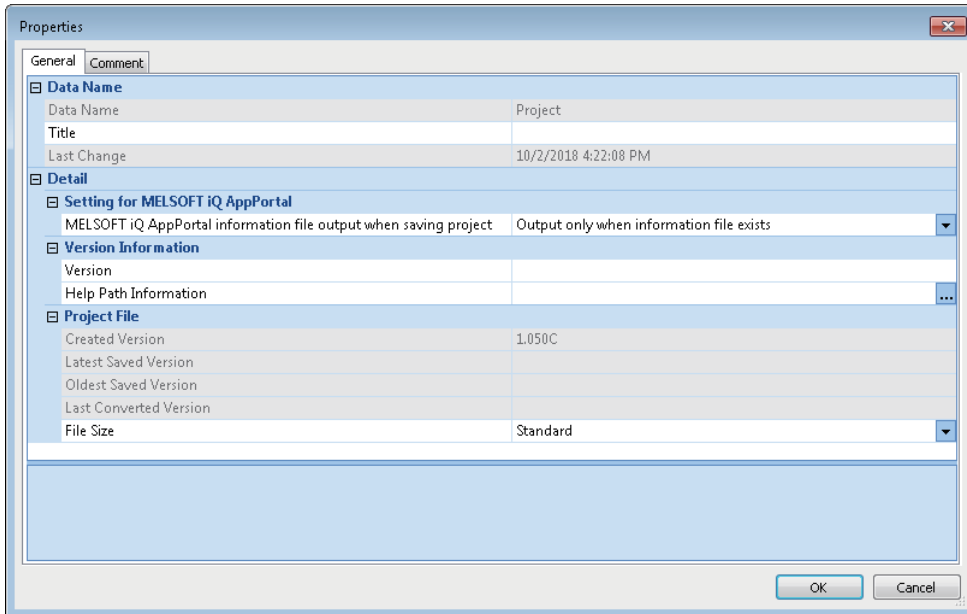 Properties
General Comment
Data Name
Data Name Project
Title
Last Change 10/2/2018 4:22:08 PM
Detail
Setting for MELSOFT iQ AppPortal
MELSOFT iQ AppPortal information file output when saving project Output only when information file exists
Version Information
Version
Help Path Information ...
Project File
Created Version 1.050C
Latest Saved Version
Oldest Saved Version
Last Converted Version
File Size Standard
OK Cancel